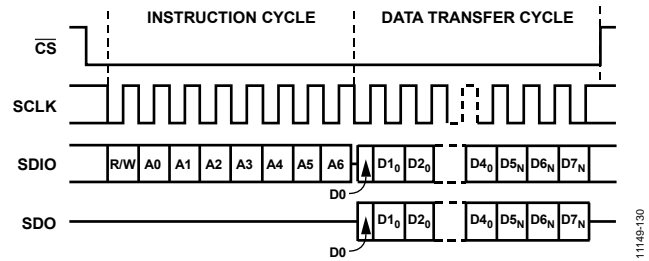 INSTRUCTION CYCLE DATA TRANSFER CYCLE
CS
SCLK
SDIO R/W A0 A1 A2 A3 A4 A5 A6 D1₀ D2₀ D4₀ D5N D6N D7N
D0
SDO D1₀ D2₀ D4₀ D5N D6N D7N
D0
11149-130